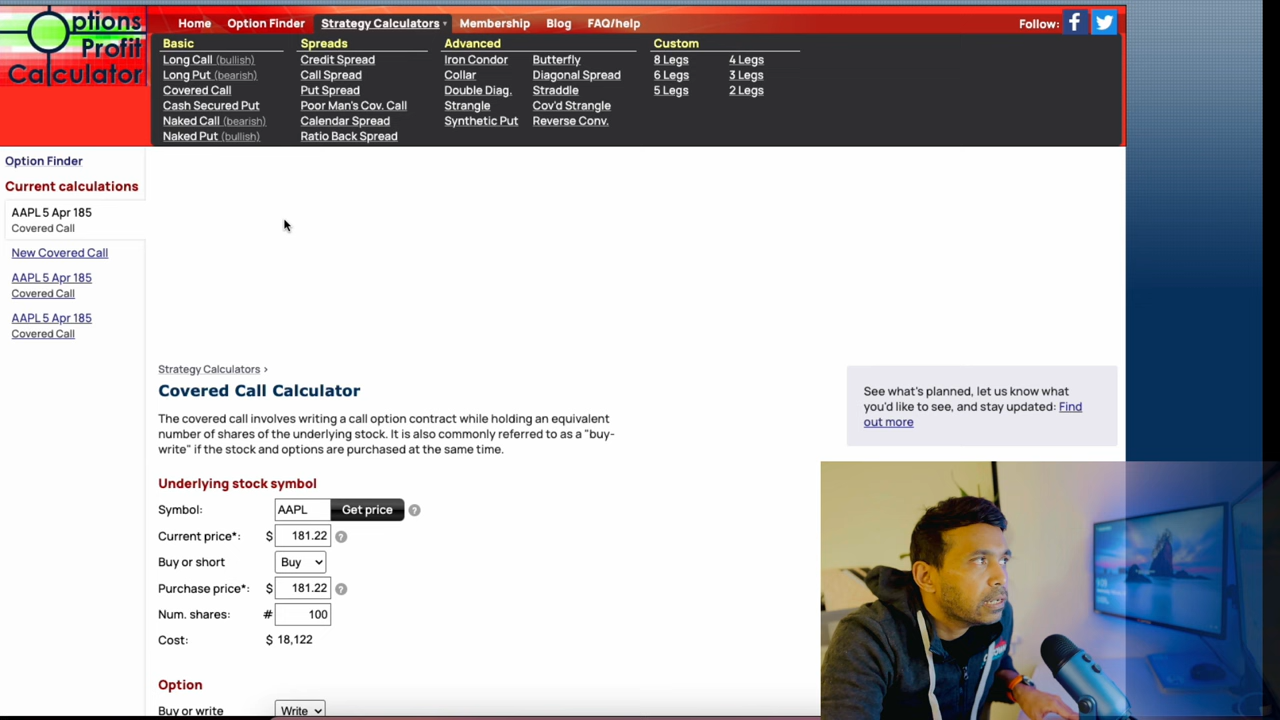 Options
Profit
Calculator
Home Option Finder Strategy Calculators Membership Blog FAQ/help Follow:
Basic
Long Call (bullish)
Long Put (bearish)
Covered Call
Cash Secured Put
Naked Call (bearish)
Naked Put (bullish)
Spreads
Credit Spread
Call Spread
Put Spread
Poor Man's Cov. Call
Calendar Spread
Ratio Back Spread
Advanced
Iron Condor Butterfly
Collar Diagonal Spread
Double Diag. Straddle
Strangle Cov'd Strangle
Synthetic Put Reverse Conv.
Custom
8 Legs 4 Legs
6 Legs 3 Legs
5 Legs 2 Legs
Option Finder
Current calculations
AAPL 5 Apr 185
Covered Call
New Covered Call
AAPL 5 Apr 185
Covered Call
AAPL 5 Apr 185
Covered Call
Strategy Calculators ›
Covered Call Calculator
The covered call involves writing a call option contract while holding an equivalent
number of shares of the underlying stock. It is also commonly referred to as a "buy-
write" if the stock and options are purchased at the same time.
See what's planned, let us know what
you'd like to see, and stay updated: Find
out more
Underlying stock symbol
Symbol: AAPL Get price ?
Current price*: $ 181.22 ?
Buy or short Buy
Purchase price*: $ 181.22 ?
Num. shares: # 100
Cost: $ 18,122
Option
Buy or write Write